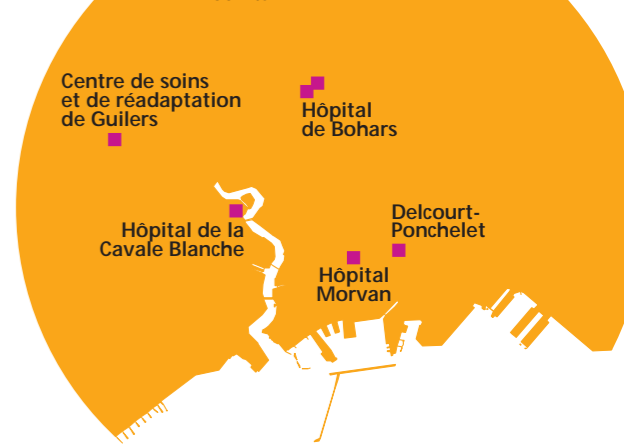 Centre de soins
et de réadaptation
de Guilers
Hôpital
de Bohars
Hôpital de la
Cavale Blanche
Delcourt-
Ponchelet
Hôpital
Morvan